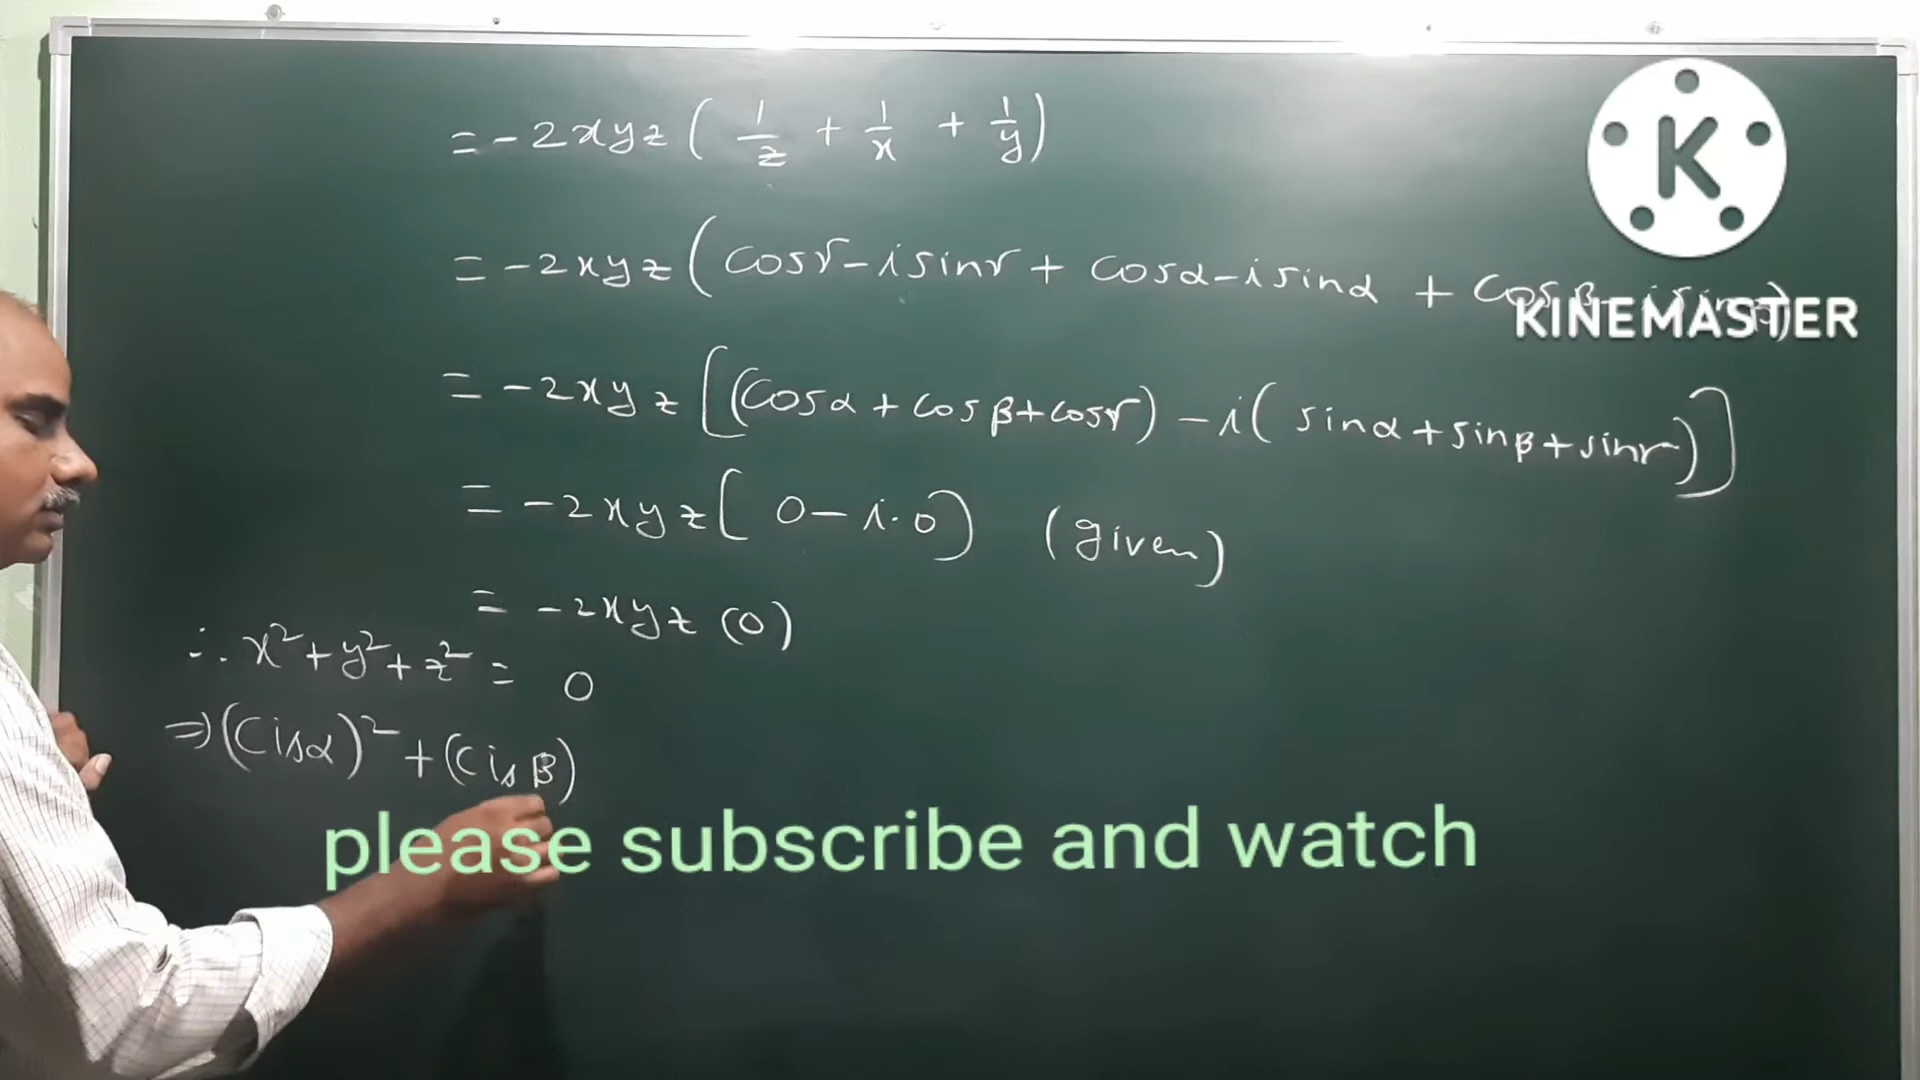 = -2xyz ( 1/z + 1/x + 1/y )
= -2xyz ( cosγ - i sinγ + cosα - i sinα + cosβ - i sinβ )
KINEMASTER
= -2xyz [ (cosα + cosβ + cosγ) - i ( sinα + sinβ + sinγ ) ]
= -2xyz [ 0 - i·0 ) (given)
= -2xyz (0)
∴ x² + y² + z² = 0
⇒ (Cisα)² + (Cisβ)
please subscribe and watch